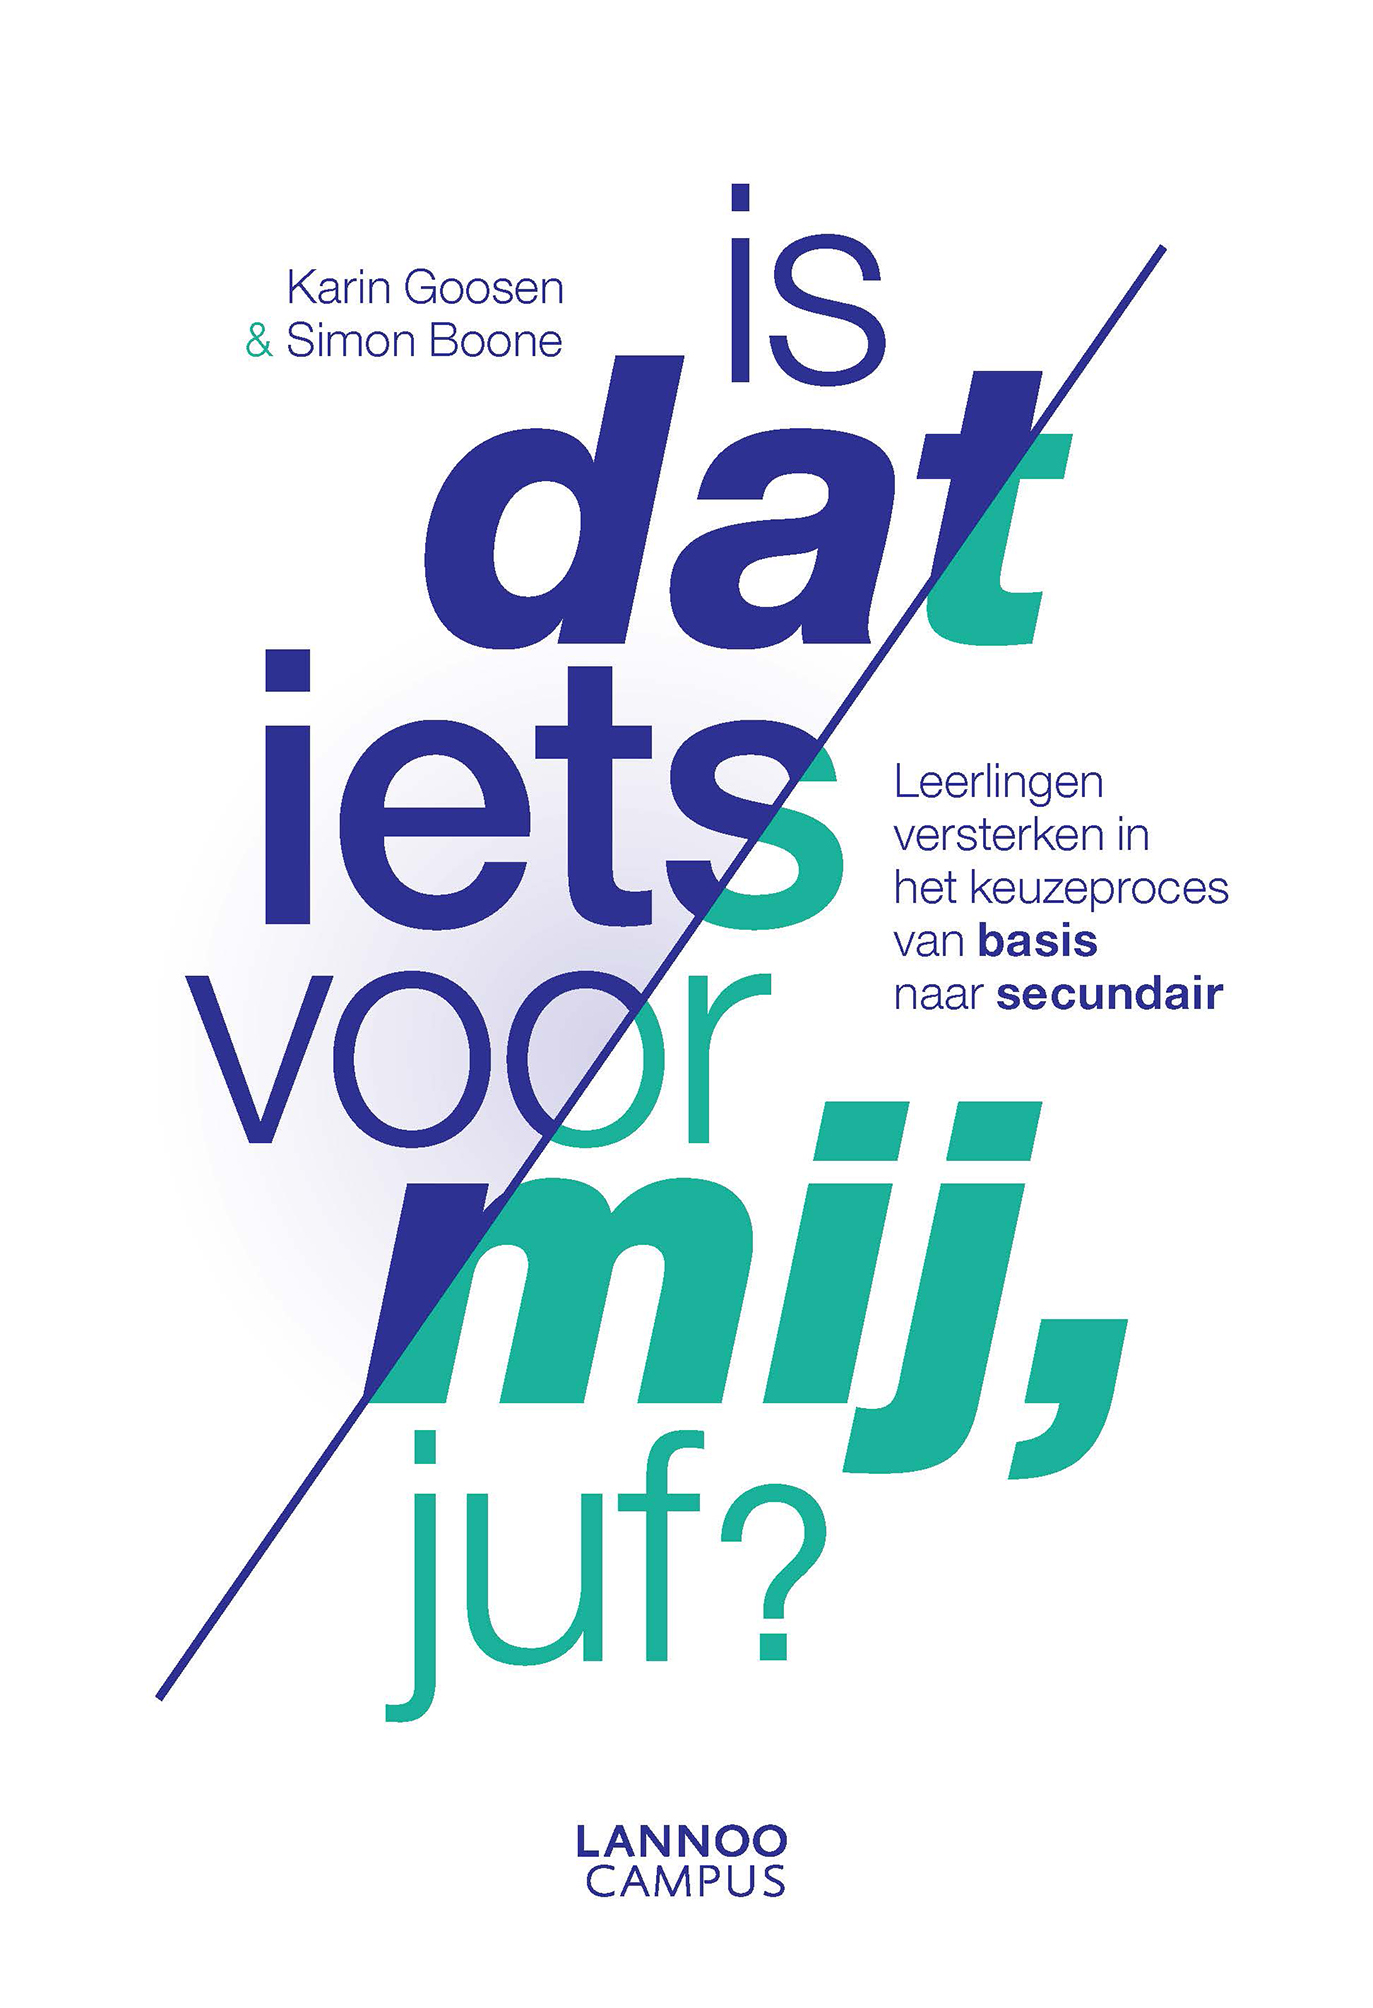 Karin Goosen
& Simon Boone
is
dat
iets
voor
mij,
juf?
Leerlingen
versterken in
het keuzeproces
van basis
naar secundair
LANNOO
CAMPUS